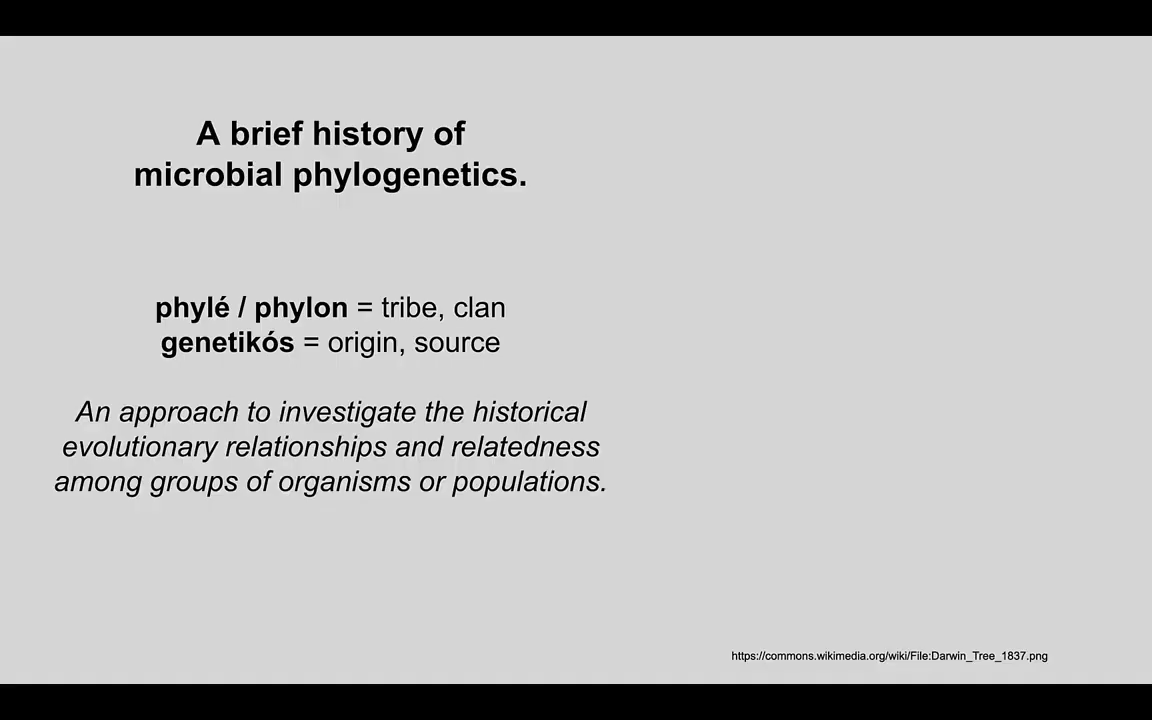 A brief history of
microbial phylogenetics.
phylé / phylon = tribe, clan
genetikós = origin, source
An approach to investigate the historical
evolutionary relationships and relatedness
among groups of organisms or populations.
https://commons.wikimedia.org/wiki/File:Darwin_Tree_1837.png